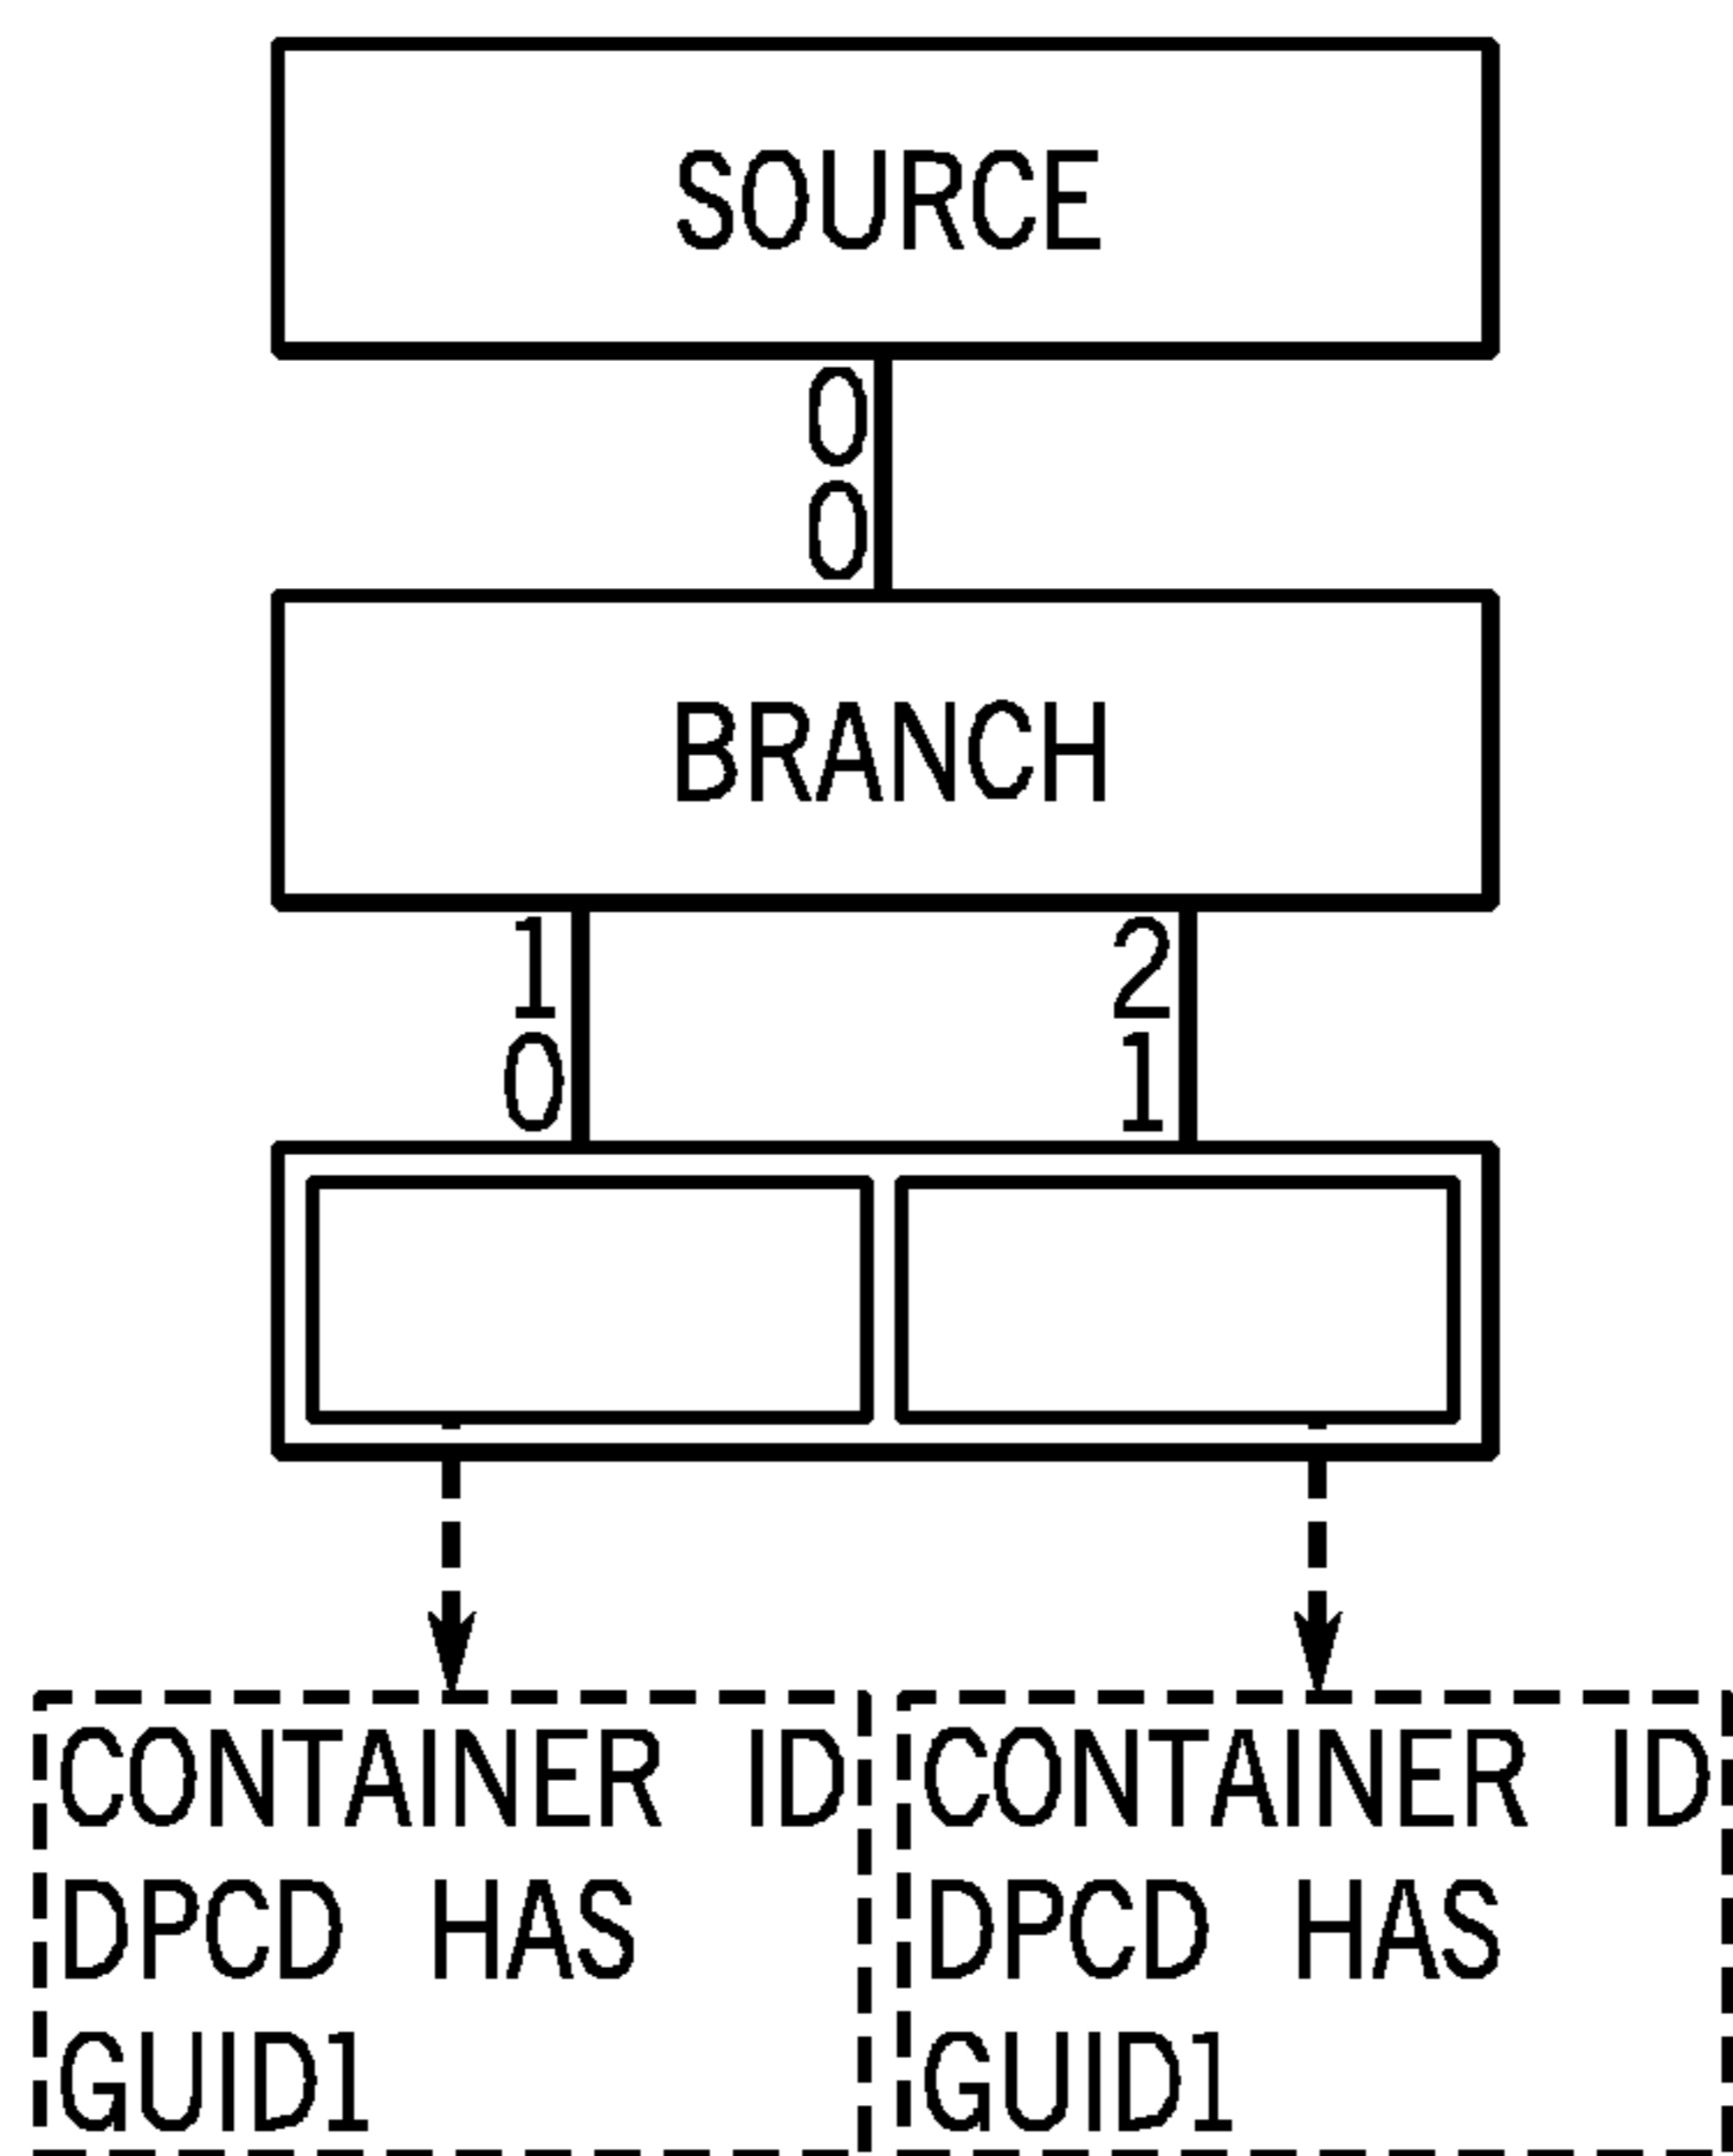 SOURCE
0
0
BRANCH
1 2
0 1
CONTAINER ID CONTAINER ID
DPCD HAS DPCD HAS
GUID1 GUID1